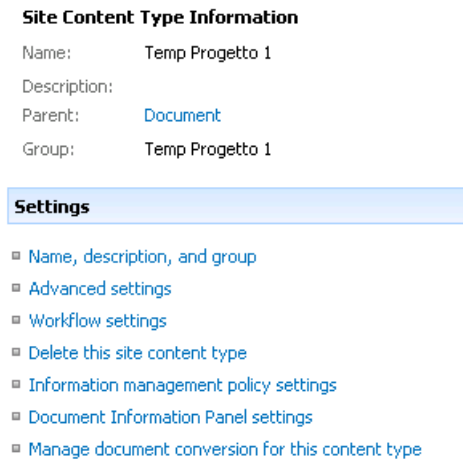 Site Content Type Information
Name: Temp Progetto 1
Description:
Parent: Document
Group: Temp Progetto 1
Settings
Name, description, and group
Advanced settings
Workflow settings
Delete this site content type
Information management policy settings
Document Information Panel settings
Manage document conversion for this content type